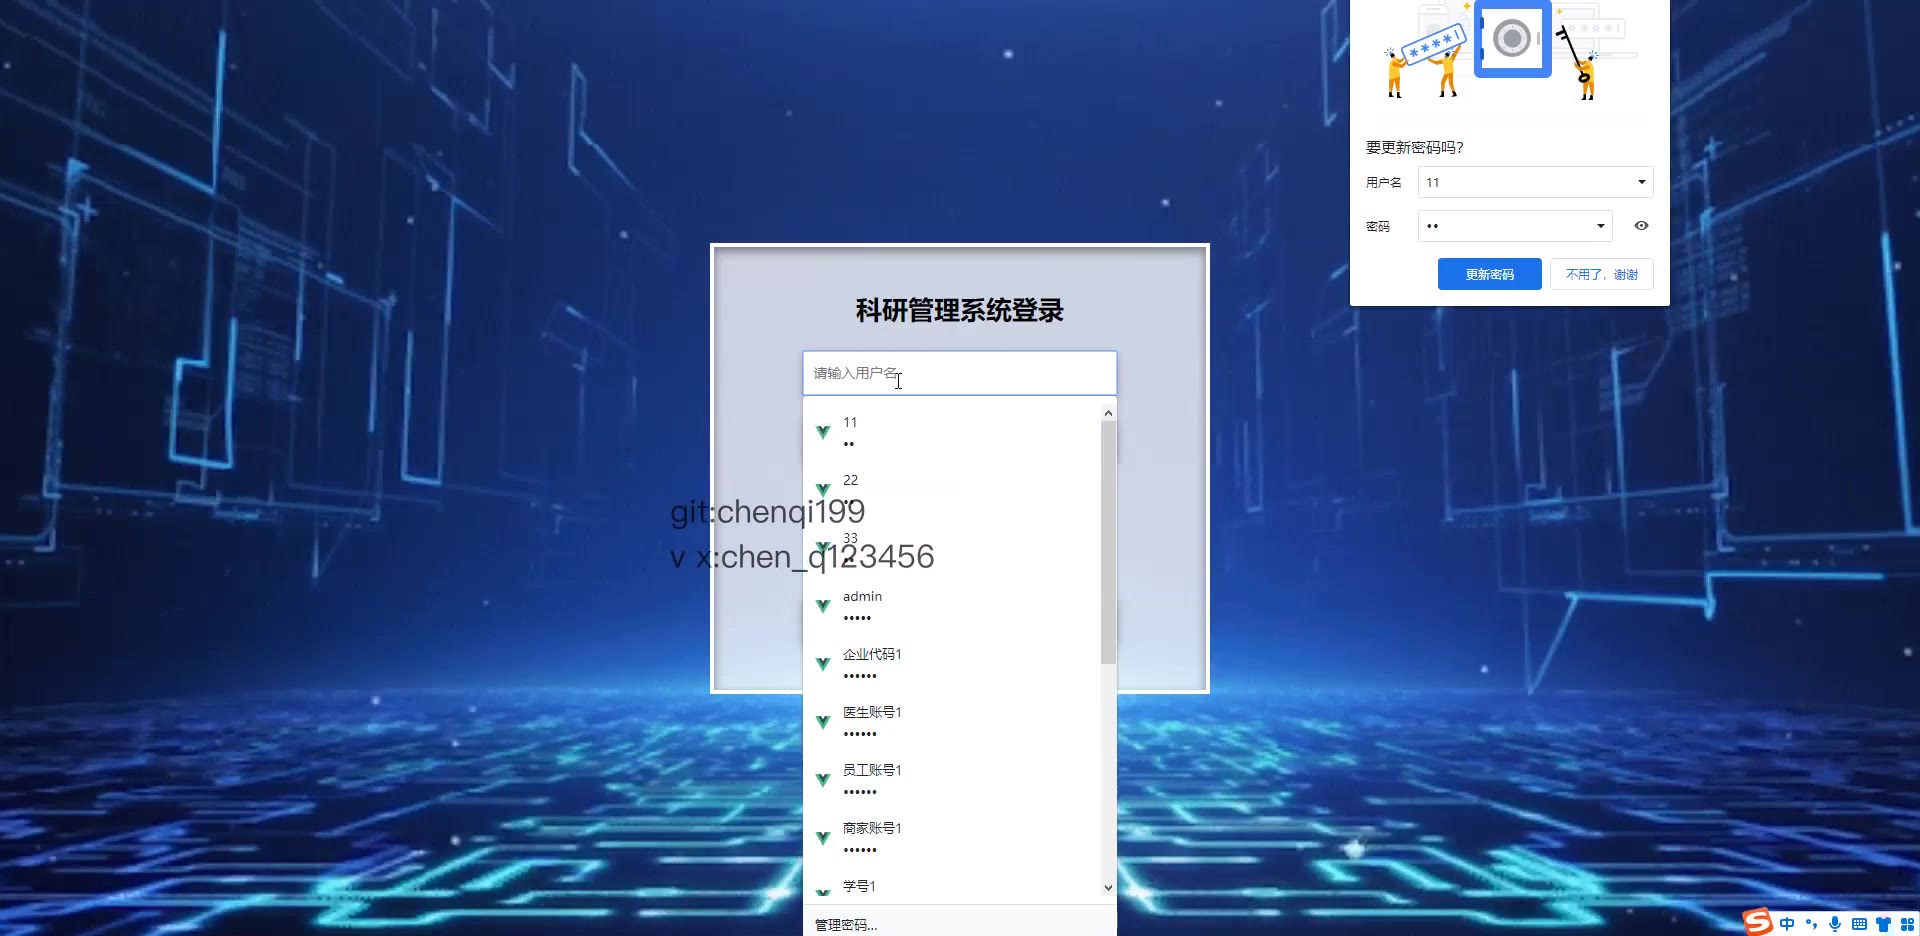 ****|
****|
要更新密码吗?
用户名 11
密码 ••
更新密码 不用了，谢谢
科研管理系统登录
请输入用户名
11
••
22
••
git:chenqi199
33
••
v x:chen_q123456
admin
•••••
企业代码1
••••••
医生账号1
••••••
员工账号1
••••••
商家账号1
••••••
学号1
管理密码...
S 中